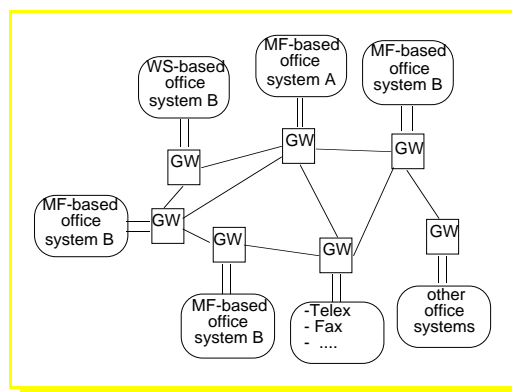 MF-based
office
system A
MF-based
office
system B
WS-based
office
system B
GW
GW
GW
MF-based
office
system B
GW
GW
GW
GW
MF-based
office
system B
-Telex
- Fax
- ....
other
office
systems